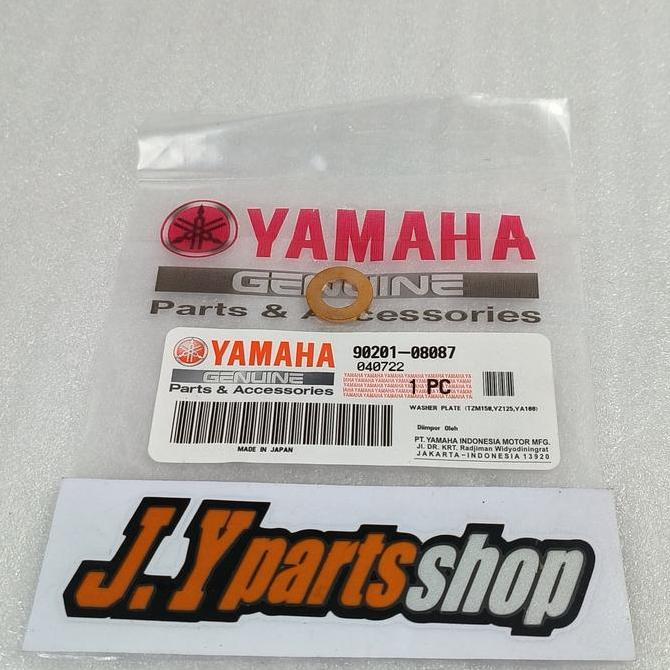 YAMAHA
GENUINE
Parts & Accessories
YAMAHA
GENUINE
Parts & Accessories
90201-08087
040722
1 PC
WASHER PLATE (TZM150,YZ125,YA100)
MADE IN JAPAN
Diimpor Oleh
PT. YAMAHA INDONESIA MOTOR MFG.
Jl. DR. KRT. Radjiman Widyodiningrat
JAKARTA-INDONESIA 13920
J.Ypartsshop